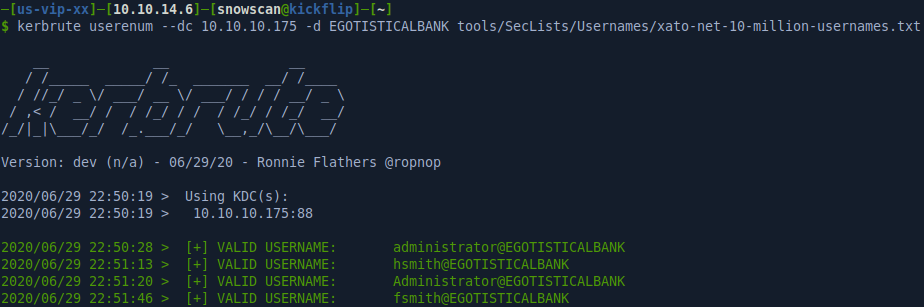 ─[us-vip-xx]─[10.10.14.6]─[snowscan@kickflip]─[~]
$ kerbrute userenum --dc 10.10.10.175 -d EGOTISTICALBANK tools/SecLists/Usernames/xato-net-10-million-usernames.txt
kerbrute
Version: dev (n/a) - 06/29/20 - Ronnie Flathers @ropnop
2020/06/29 22:50:19 >  Using KDC(s):
2020/06/29 22:50:19 >   10.10.10.175:88
2020/06/29 22:50:28 >  [+] VALID USERNAME:       administrator@EGOTISTICALBANK
2020/06/29 22:51:13 >  [+] VALID USERNAME:       hsmith@EGOTISTICALBANK
2020/06/29 22:51:20 >  [+] VALID USERNAME:       Administrator@EGOTISTICALBANK
2020/06/29 22:51:46 >  [+] VALID USERNAME:       fsmith@EGOTISTICALBANK